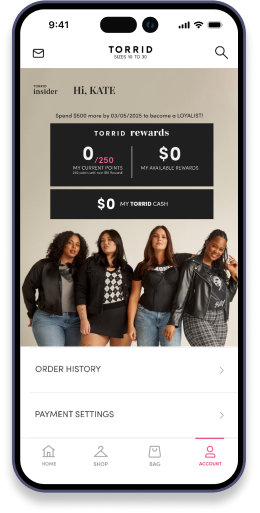 9:41
TORRID
SIZES 10 TO 30
TORRID
insider
Hi, KATE
Spend $500 more by 03/05/2025 to become a LOYALIST!
TORRID rewards
0/250
MY CURRENT POINTS
$0
MY AVAILABLE REWARDS
$0 MY TORRID CASH
ORDER HISTORY
PAYMENT SETTINGS
HOME
SHOP
BAG
ACCOUNT